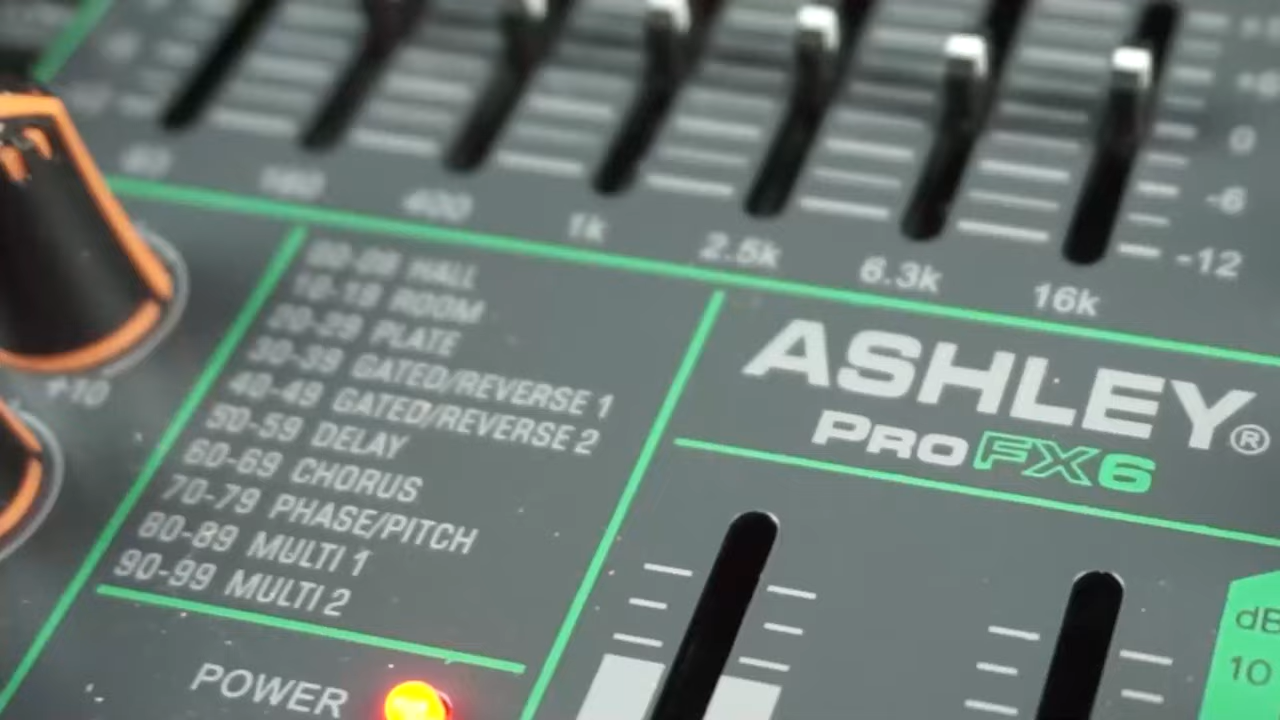 0
-6
-12
160
400
1k
2.5k
6.3k
16k
00-09 HALL
10-19 ROOM
20-29 PLATE
30-39 GATED/REVERSE 1
40-49 GATED/REVERSE 2
50-59 DELAY
60-69 CHORUS
70-79 PHASE/PITCH
80-89 MULTI 1
90-99 MULTI 2
+10
POWER
ASHLEY®
PROFX6
dB
10